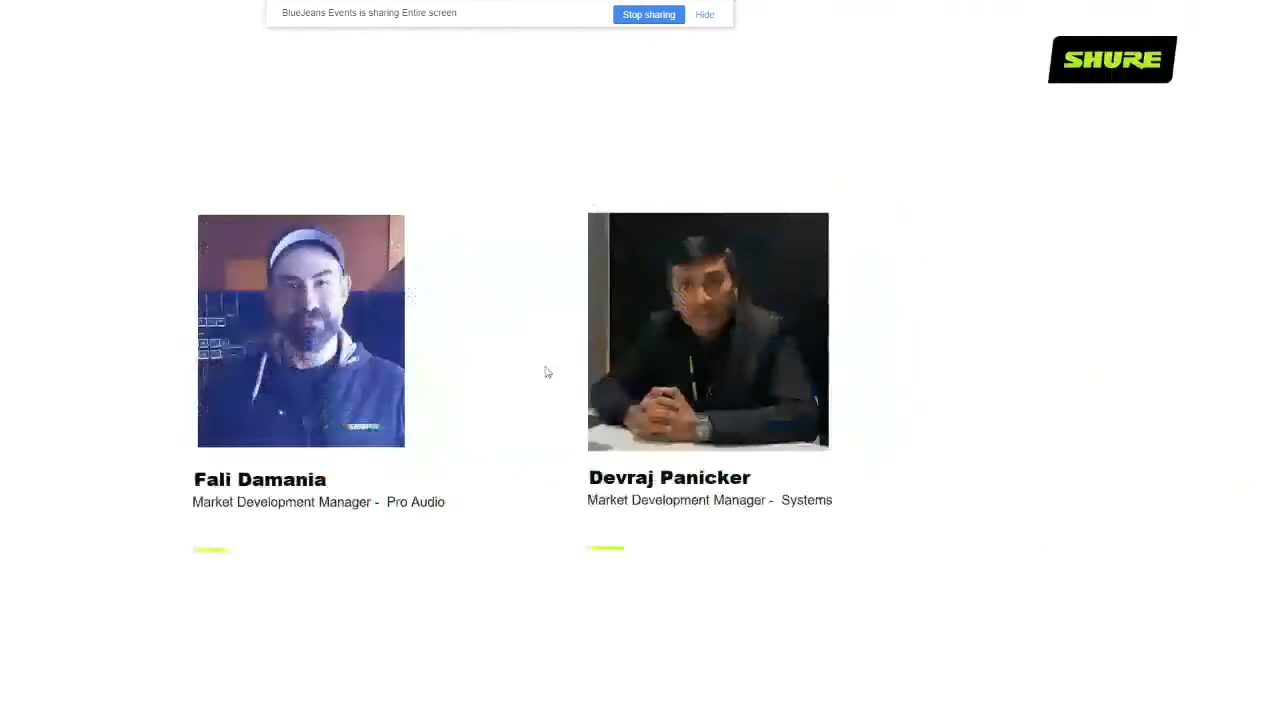 BlueJeans Events is sharing Entire screen
Stop sharing
Hide
SHURE
Fali Damania
Market Development Manager - Pro Audio
Devraj Panicker
Market Development Manager - Systems